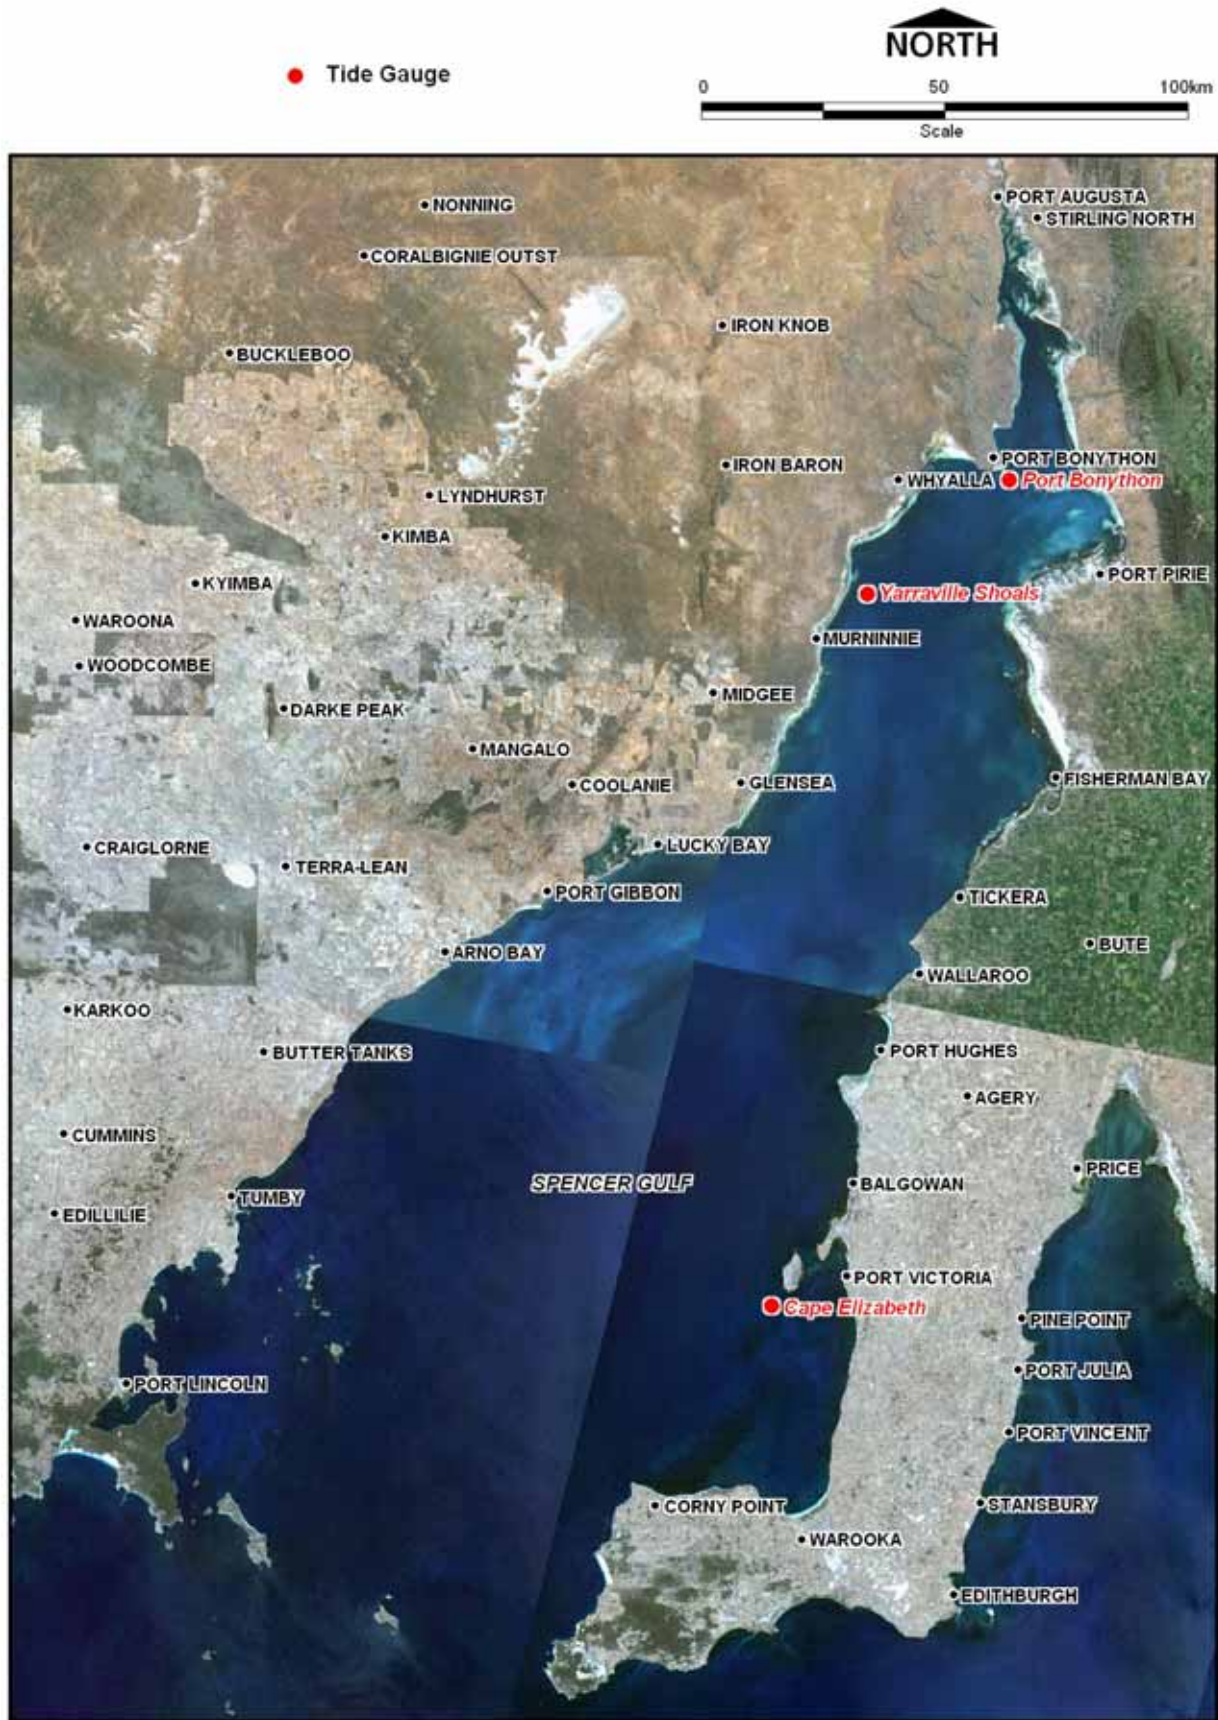 NORTH
Tide Gauge
0 50 100km
Scale
NONNING
PORT AUGUSTA
STIRLING NORTH
CORALBIGNIE OUTST
IRON KNOB
BUCKLEBOO
PORT BONYTHON
IRON BARON
WHYALLA
Port Bonython
LYNDHURST
KIMBA
PORT PIRIE
KYIMBA
Yarraville Shoals
WAROONA
MURNINNIE
WOODCOMBE
MIDGEE
DARKE PEAK
MANGALO
FISHERMAN BAY
COOLANIE
GLENSEA
LUCKY BAY
CRAIGLORNE
TERRA-LEAN
PORT GIBBON
TICKERA
BUTE
ARNO BAY
WALLAROO
KARKOO
BUTTER TANKS
PORT HUGHES
AGERY
CUMMINS
PRICE
SPENCER GULF
BALGOWAN
TUMBY
EDILLILIE
PORT VICTORIA
Cape Elizabeth
PINE POINT
PORT JULIA
PORT LINCOLN
PORT VINCENT
CORNY POINT
STANSBURY
WAROOKA
EDITHBURGH